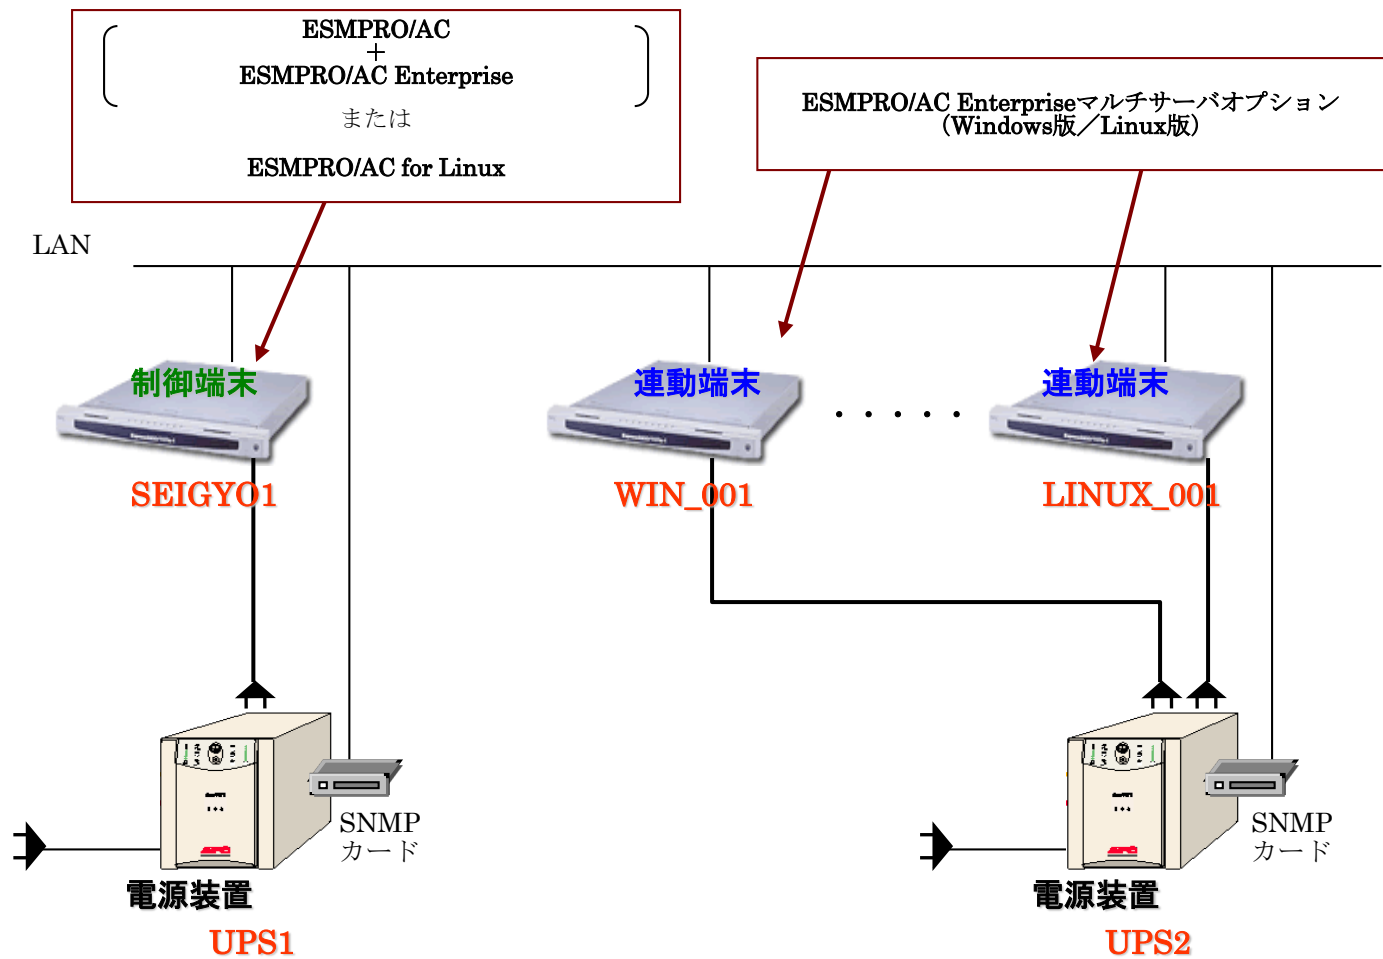 ESMPRO/AC
＋
ESMPRO/AC Enterprise
または
ESMPRO/AC for Linux
ESMPRO/AC Enterpriseマルチサーバオプション
（Windows版／Linux版）
LAN
制御端末
連動端末
・・・・・
連動端末
SEIGYO1
WIN_001
LINUX_001
SNMP
カード
SNMP
カード
APC
APC
電源装置
電源装置
UPS1
UPS2